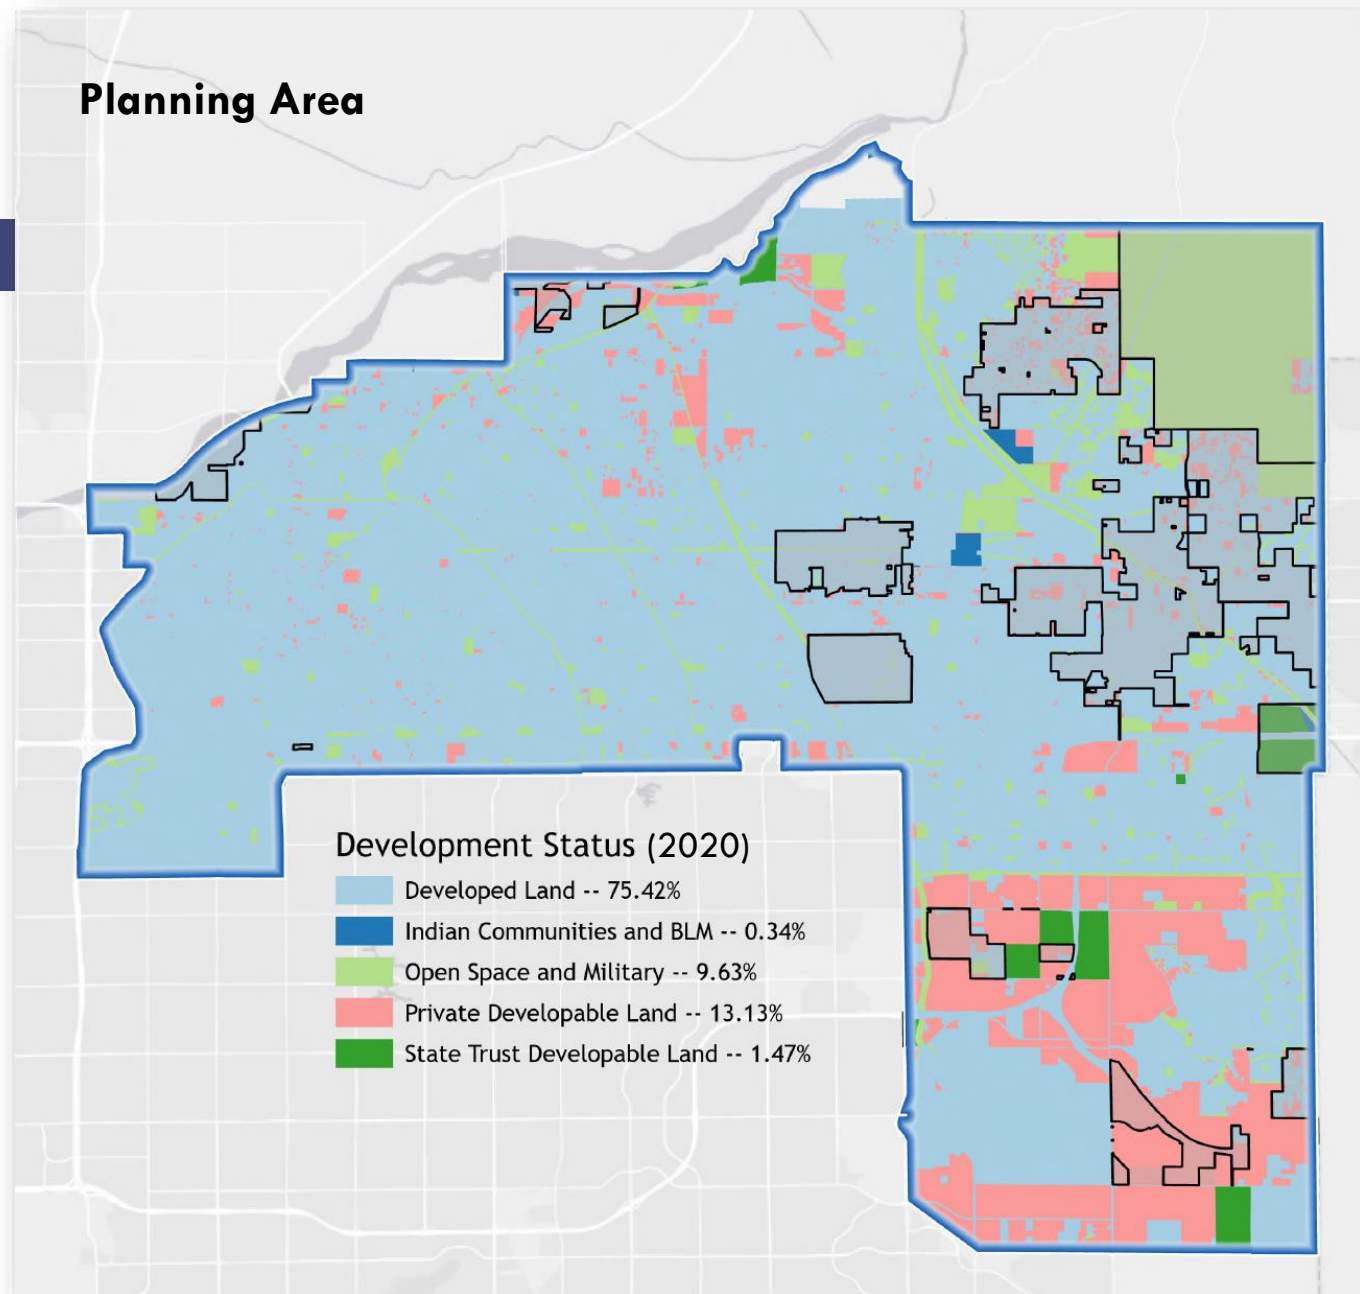 Planning Area
Development Status (2020)
Developed Land -- 75.42%
Indian Communities and BLM -- 0.34%
Open Space and Military -- 9.63%
Private Developable Land -- 13.13%
State Trust Developable Land -- 1.47%